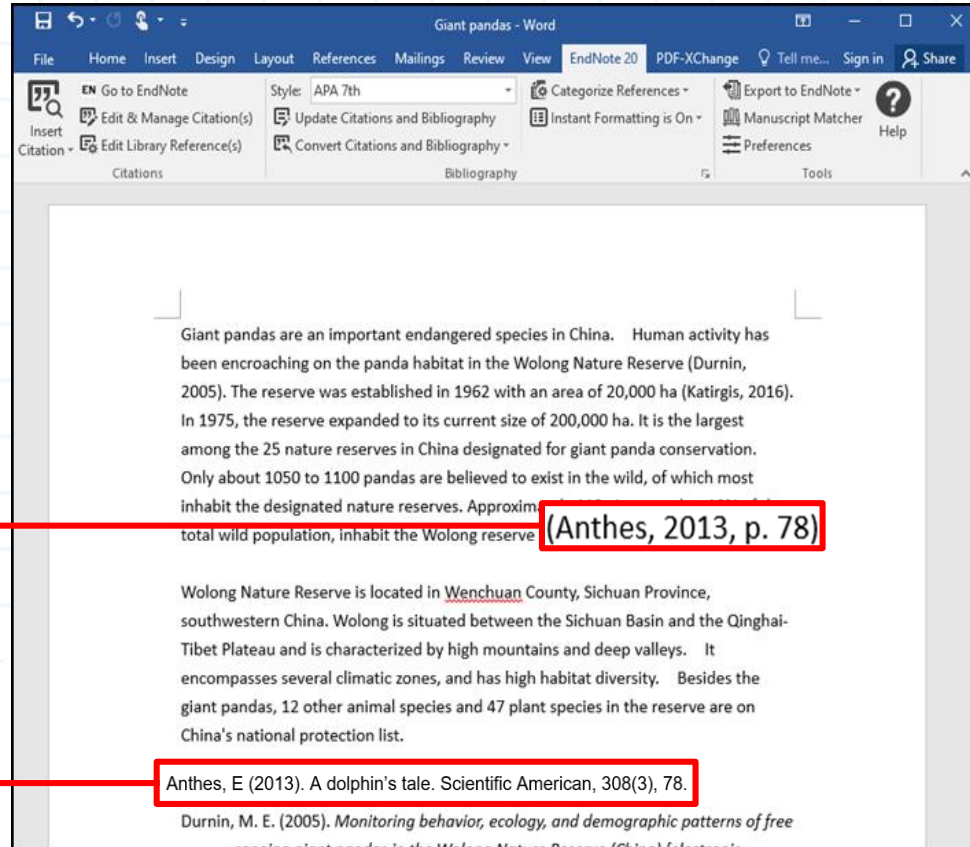 Giant pandas - Word
File Home Insert Design Layout References Mailings Review View EndNote 20 PDF-XChange Tell me... Sign in Share
Insert Citation
EN Go to EndNote
Edit & Manage Citation(s)
Edit Library Reference(s)
Citations
Style: APA 7th
Update Citations and Bibliography
Convert Citations and Bibliography
Categorize References
Instant Formatting is On
Bibliography
Export to EndNote
Manuscript Matcher
Preferences
Tools
Help
Giant pandas are an important endangered species in China. Human activity has
been encroaching on the panda habitat in the Wolong Nature Reserve (Durnin,
2005). The reserve was established in 1962 with an area of 20,000 ha (Katirgis, 2016).
In 1975, the reserve expanded to its current size of 200,000 ha. It is the largest
among the 25 nature reserves in China designated for giant panda conservation.
Only about 1050 to 1100 pandas are believed to exist in the wild, of which most
inhabit the designated nature reserves.
total wild population, inhabit the Wolong reserve (Anthes, 2013, p. 78)
Wolong Nature Reserve is located in Wenchuan County, Sichuan Province,
southwestern China. Wolong is situated between the Sichuan Basin and the Qinghai-
Tibet Plateau and is characterized by high mountains and deep valleys. It
encompasses several climatic zones, and has high habitat diversity. Besides the
giant pandas, 12 other animal species and 47 plant species in the reserve are on
China's national protection list.
Anthes, E (2013). A dolphin’s tale. Scientific American, 308(3), 78.
Durnin, M. E. (2005). Monitoring behavior, ecology, and demographic patterns of free